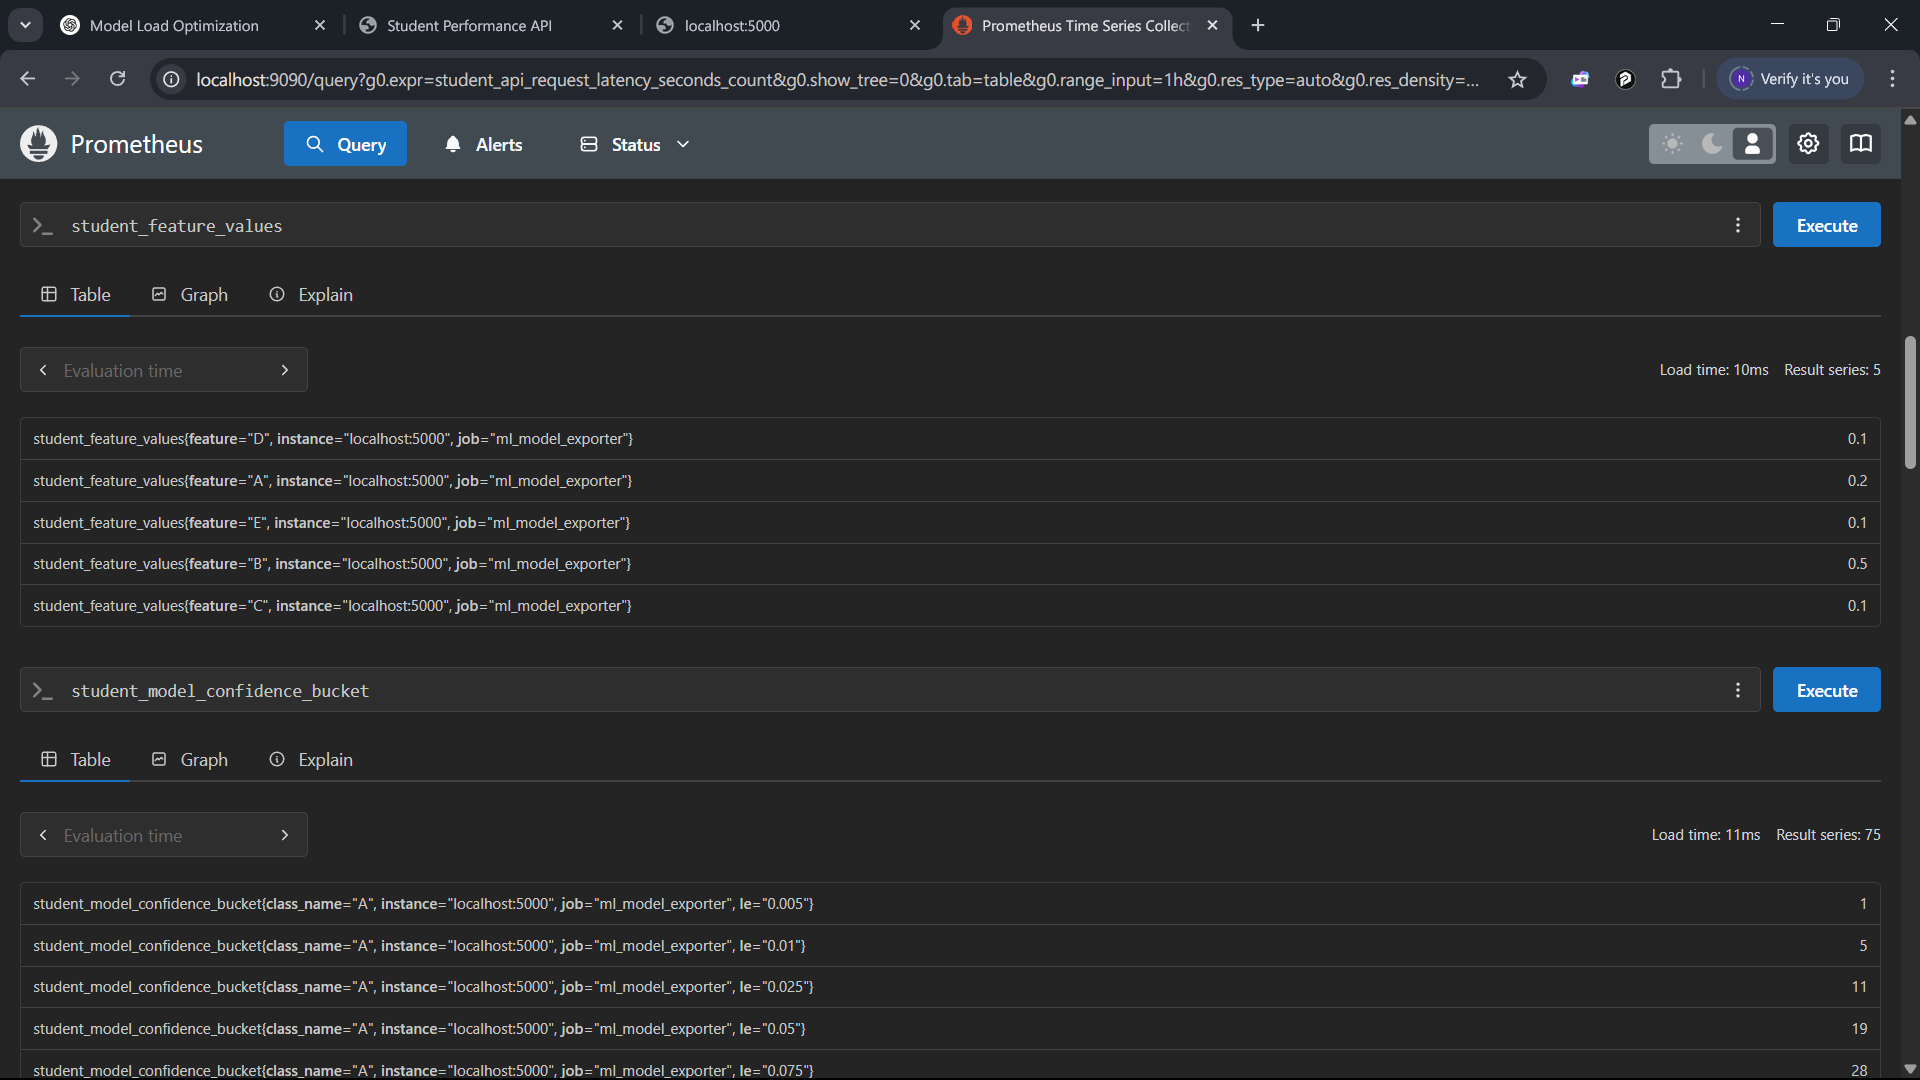 Model Load Optimization
Student Performance API
localhost:5000
Prometheus Time Series Collect
localhost:9090/query?g0.expr=student_api_request_latency_seconds_count&g0.show_tree=0&g0.tab=table&g0.range_input=1h&g0.res_type=auto&g0.res_density=...
N Verify it's you
Prometheus
Query
Alerts
Status
student_feature_values
Execute
Table
Graph
Explain
Evaluation time
Load time: 10ms Result series: 5
student_feature_values{feature="D", instance="localhost:5000", job="ml_model_exporter"} 0.1
student_feature_values{feature="A", instance="localhost:5000", job="ml_model_exporter"} 0.2
student_feature_values{feature="E", instance="localhost:5000", job="ml_model_exporter"} 0.1
student_feature_values{feature="B", instance="localhost:5000", job="ml_model_exporter"} 0.5
student_feature_values{feature="C", instance="localhost:5000", job="ml_model_exporter"} 0.1
student_model_confidence_bucket
Execute
Table
Graph
Explain
Evaluation time
Load time: 11ms Result series: 75
student_model_confidence_bucket{class_name="A", instance="localhost:5000", job="ml_model_exporter", le="0.005"} 1
student_model_confidence_bucket{class_name="A", instance="localhost:5000", job="ml_model_exporter", le="0.01"} 5
student_model_confidence_bucket{class_name="A", instance="localhost:5000", job="ml_model_exporter", le="0.025"} 11
student_model_confidence_bucket{class_name="A", instance="localhost:5000", job="ml_model_exporter", le="0.05"} 19
student_model_confidence_bucket{class_name="A", instance="localhost:5000", job="ml_model_exporter", le="0.075"} 28